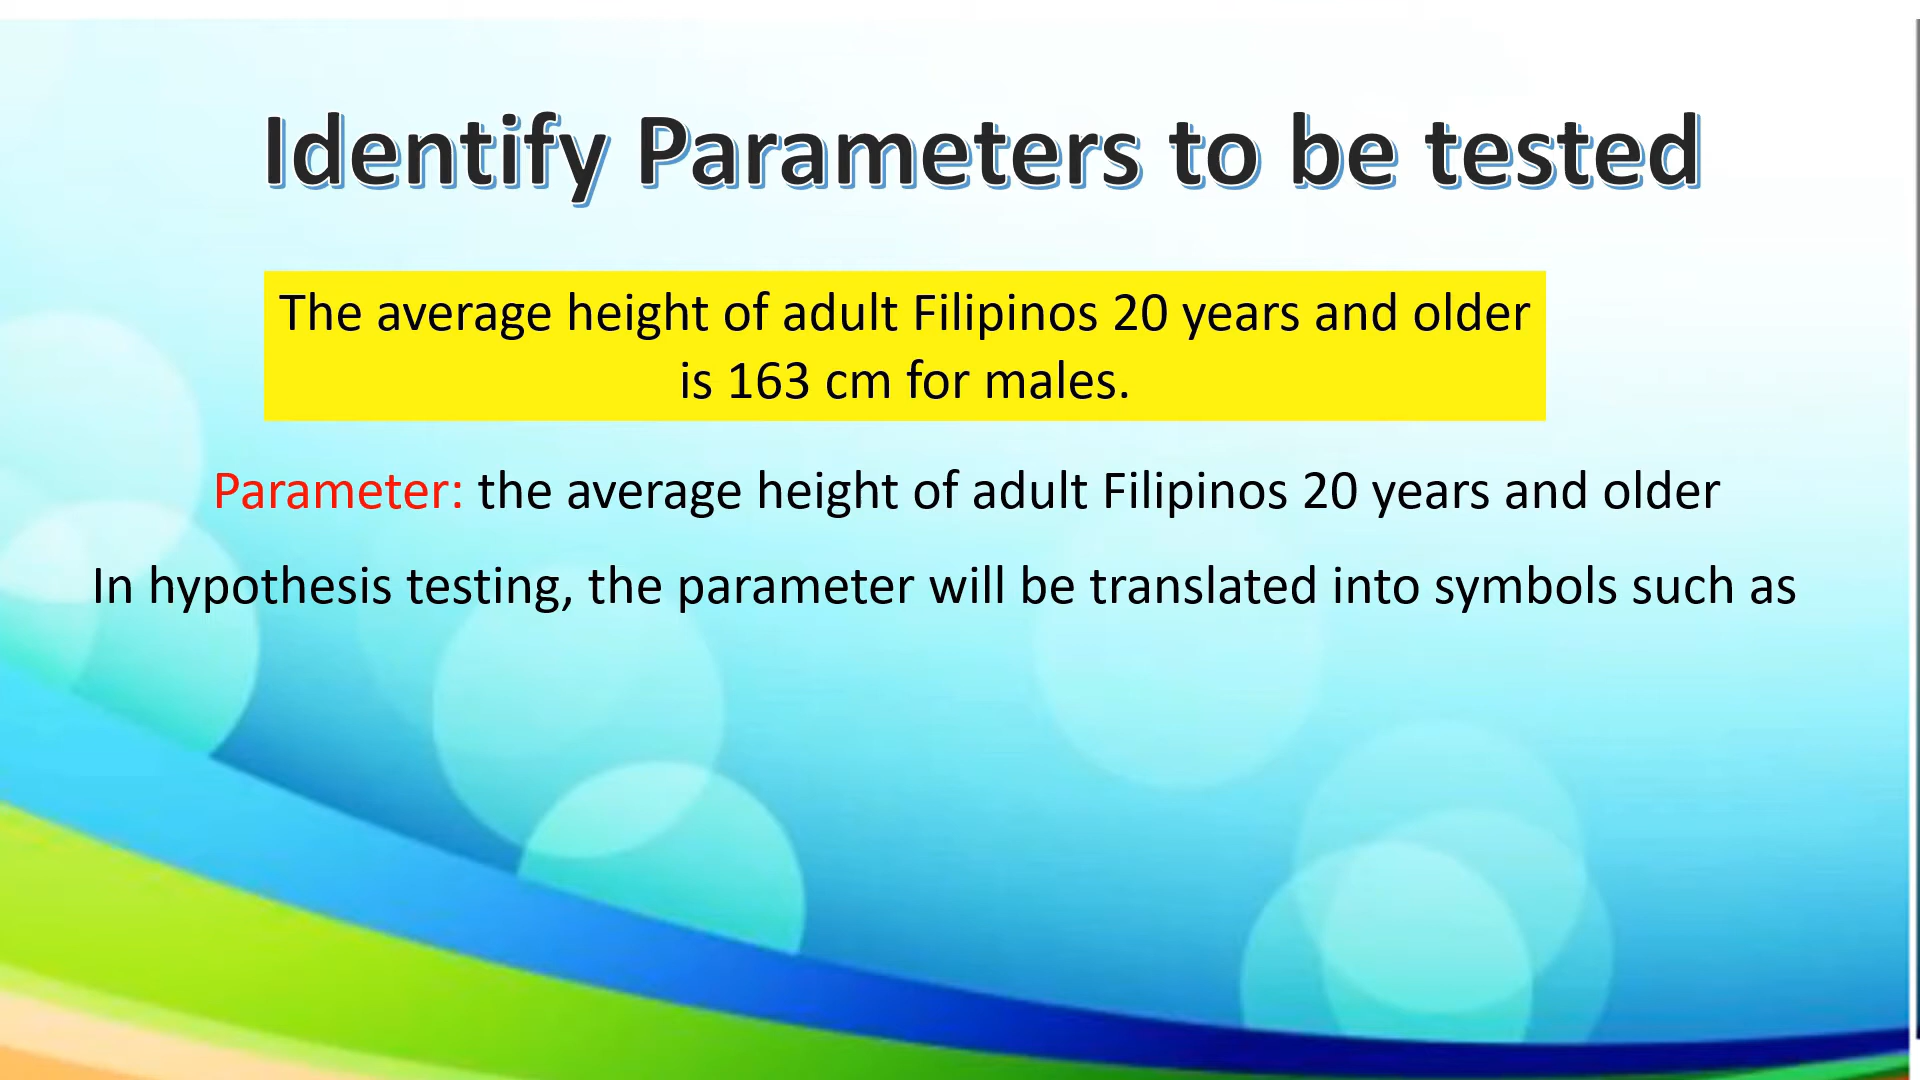 Identify Parameters to be tested
The average height of adult Filipinos 20 years and older
is 163 cm for males.
Parameter: the average height of adult Filipinos 20 years and older
In hypothesis testing, the parameter will be translated into symbols such as